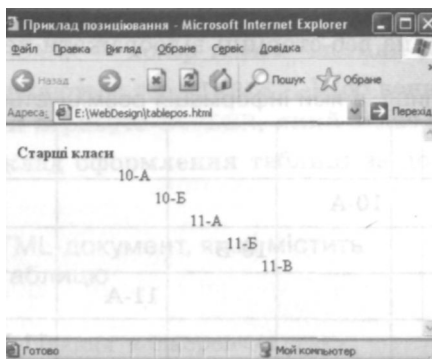 Приклад позиціювання - Microsoft Internet Explorer
Файл Правка Вигляд Обране Сервіс Довідка
Назад Пошук Обране
Адреса: E:\WebDesign\tablepos.html Перехід
Старші класи
10-А
10-Б
11-А
11-Б
11-В
Готово Мой компьютер